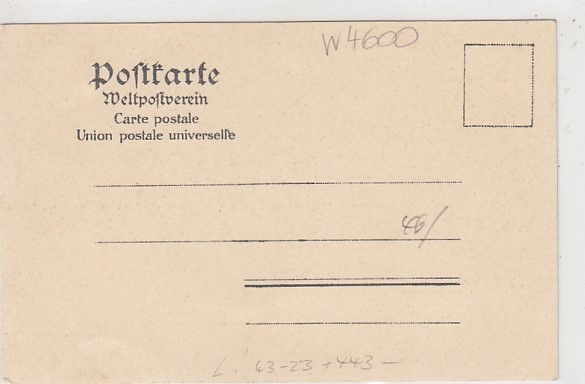 W4600
Postkarte
Weltpostverein
Carte postale
Union postale universelle
46/
43-23+443-